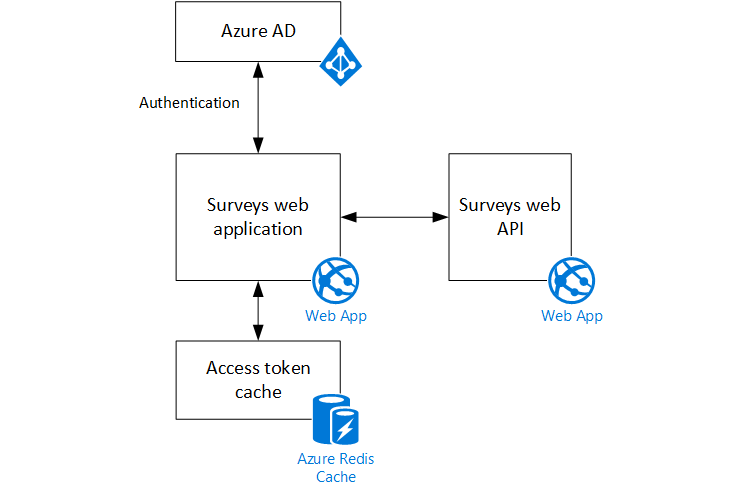 Azure AD
Authentication
Surveys web
application
Surveys web
API
Web App
Web App
Access token
cache
Azure Redis
Cache